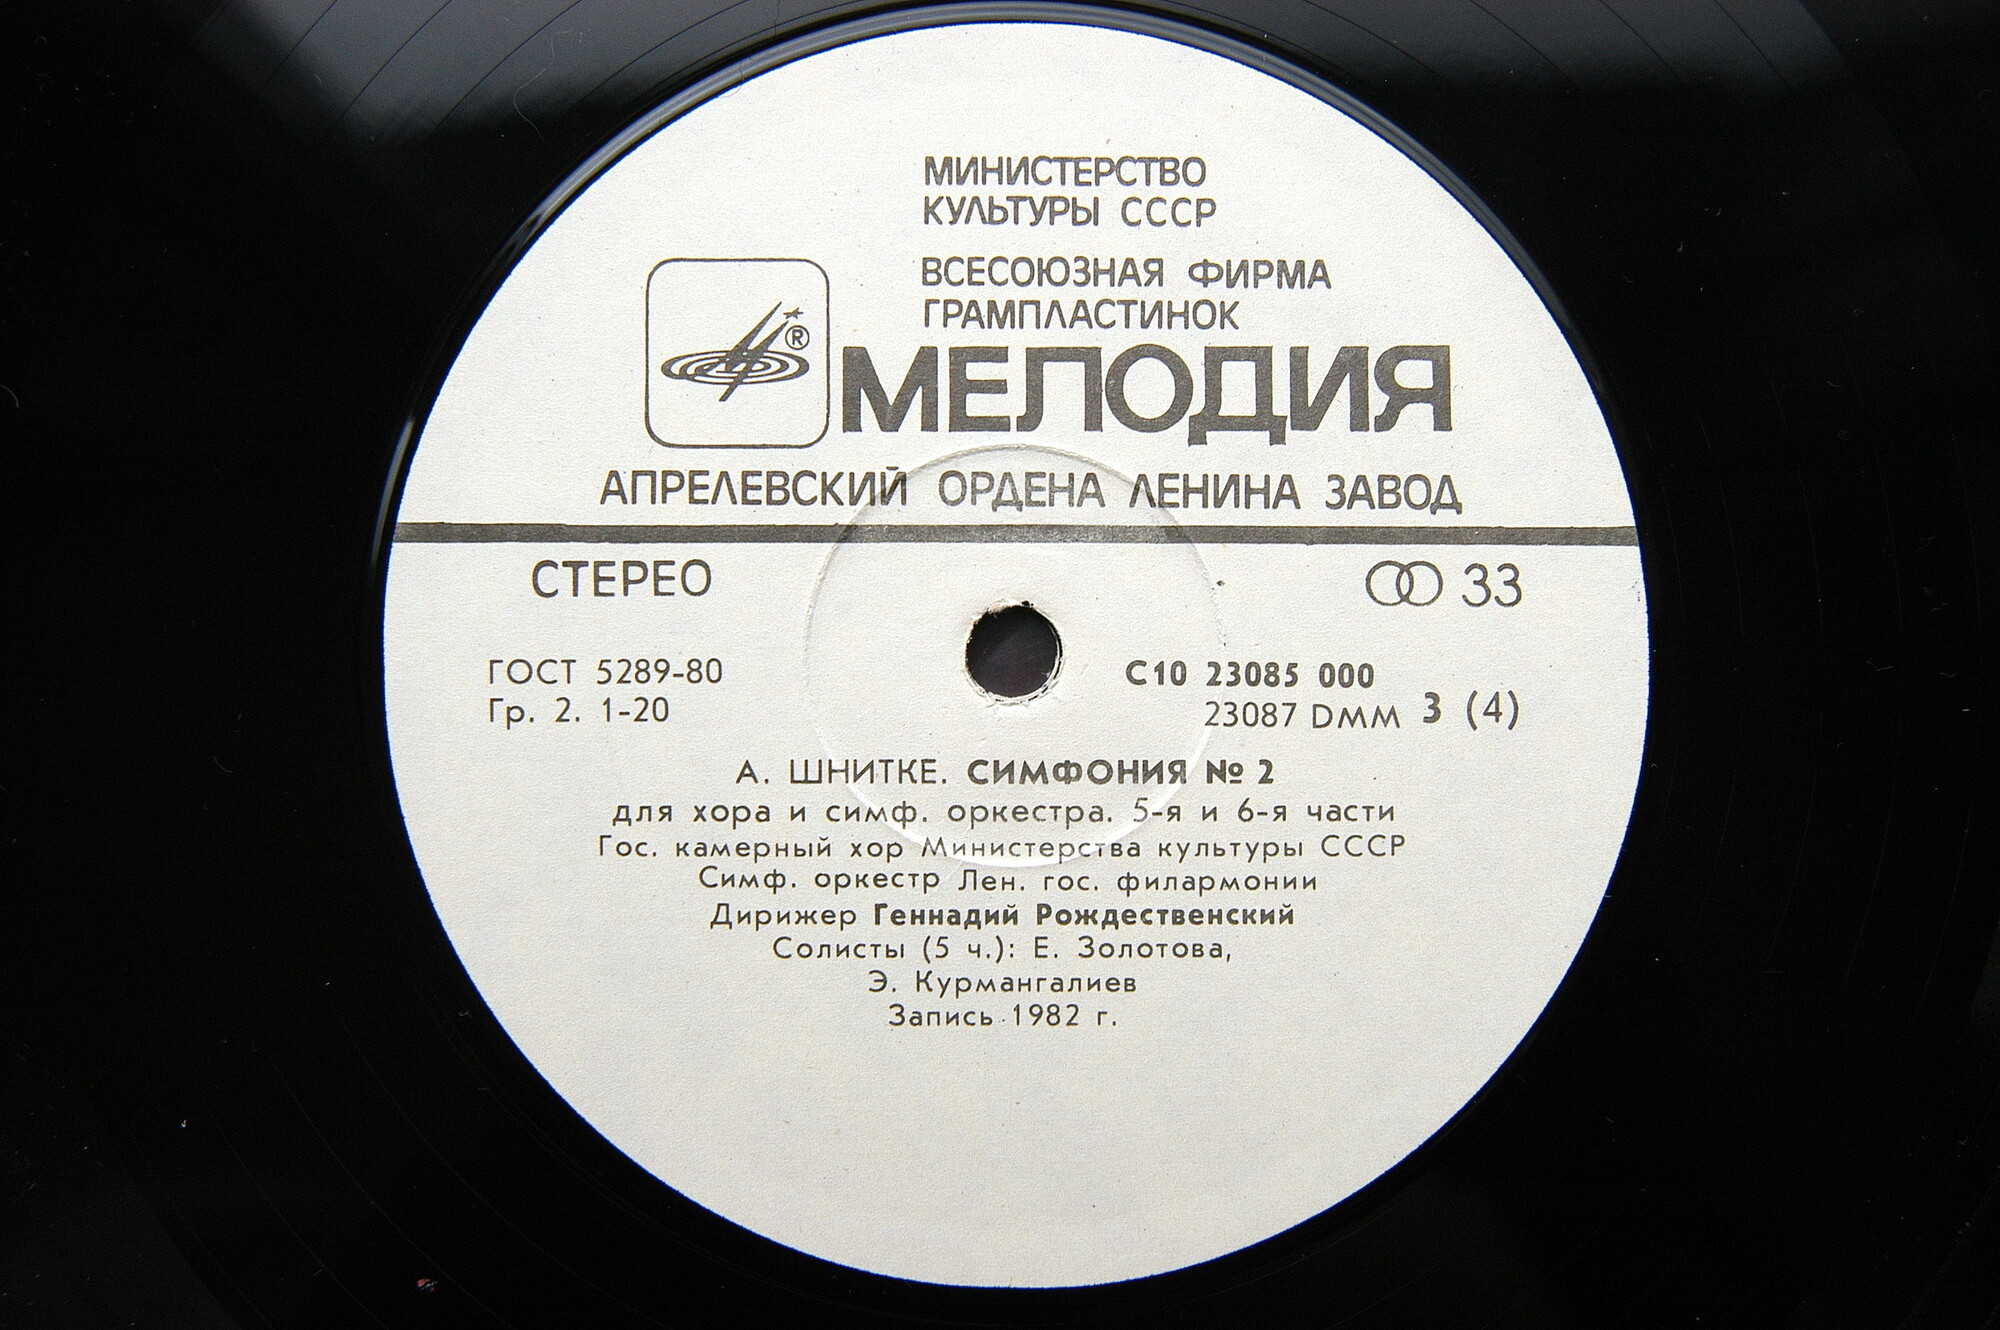 МИНИСТЕРСТВО
КУЛЬТУРЫ СССР
ВСЕСОЮЗНАЯ ФИРМА
ГРАМПЛАСТИНОК
®
МЕЛОДИЯ
АПРЕЛЕВСКИЙ ОРДЕНА ЛЕНИНА ЗАВОД
СТЕРЕО
33
ГОСТ 5289-80
Гр. 2. 1-20
С10 23085 000
23087 DMM 3 (4)
А. ШНИТКЕ. СИМФОНИЯ № 2
для хора и симф. оркестра. 5-я и 6-я части
Гос. камерный хор Министерства культуры СССР
Симф. оркестр Лен. гос. филармонии
Дирижер Геннадий Рождественский
Солисты (5 ч.): Е. Золотова,
Э. Курмангалиев
Запись 1982 г.